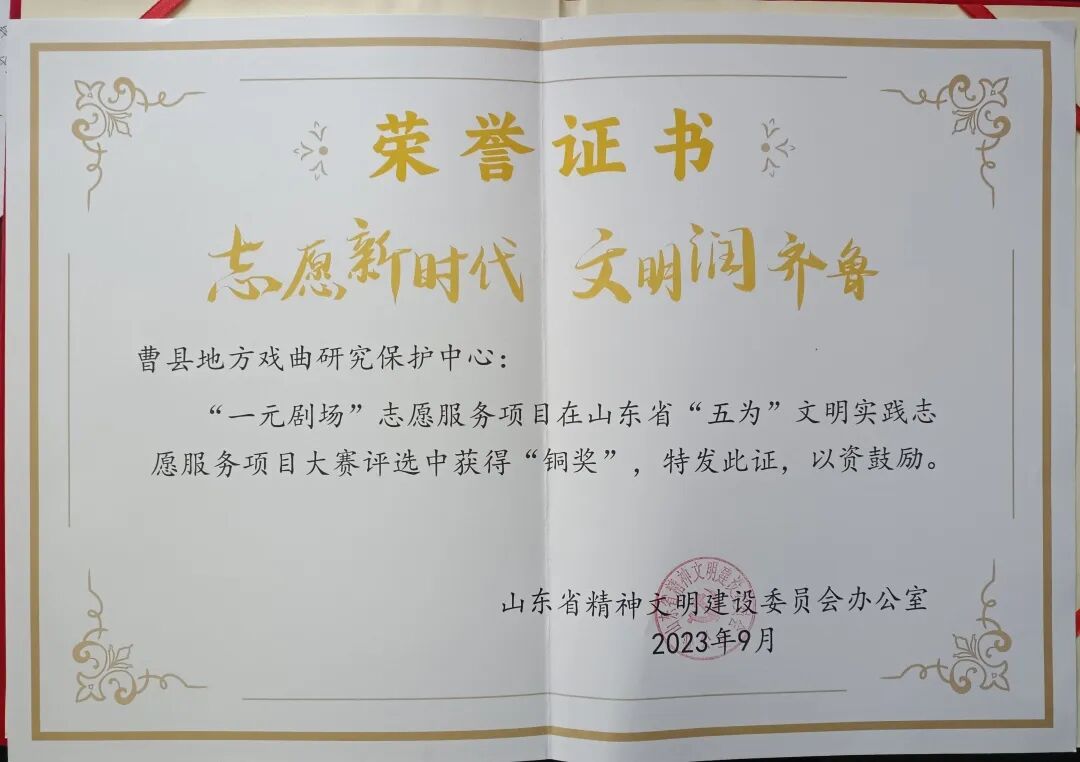 荣誉证书
志愿新时代 文明润齐鲁
曹县地方戏曲研究保护中心：
“一元剧场”志愿服务项目在山东省“五为”文明实践志
愿服务项目大赛评选中获得“铜奖”，特发此证，以资鼓励。
山东省精神文明建设委员会办公室
2023年9月